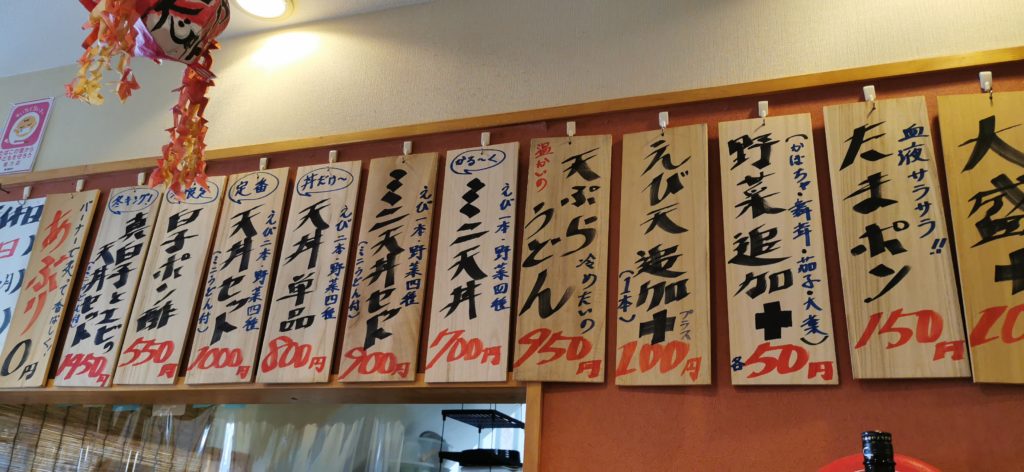 大盛
+
血液サラサラ!!
たまポン
150円
(かぼちゃ・舞茸・茄子・大葉)
野菜追加+
各50円
えび天追加+
プラス
(1本)
100円
温かいの
冷めたいの
天ぷらうどん
950円
かる〜く
えび一本・野菜四種
ミニ天丼
700円
えび一本・野菜四種
ミニ天丼セット
(ミニうどん付)
900円
丼だけ〜
えび二本・野菜四種
天丼単品
800円
定番
えび二本・野菜四種
天丼セット
(ミニうどん付)
1000円
白子ポン酢
550円
冬季
真白子とエビの
天丼セット
1450円
バーナーで炙って香ばしく!
あぶり
0円